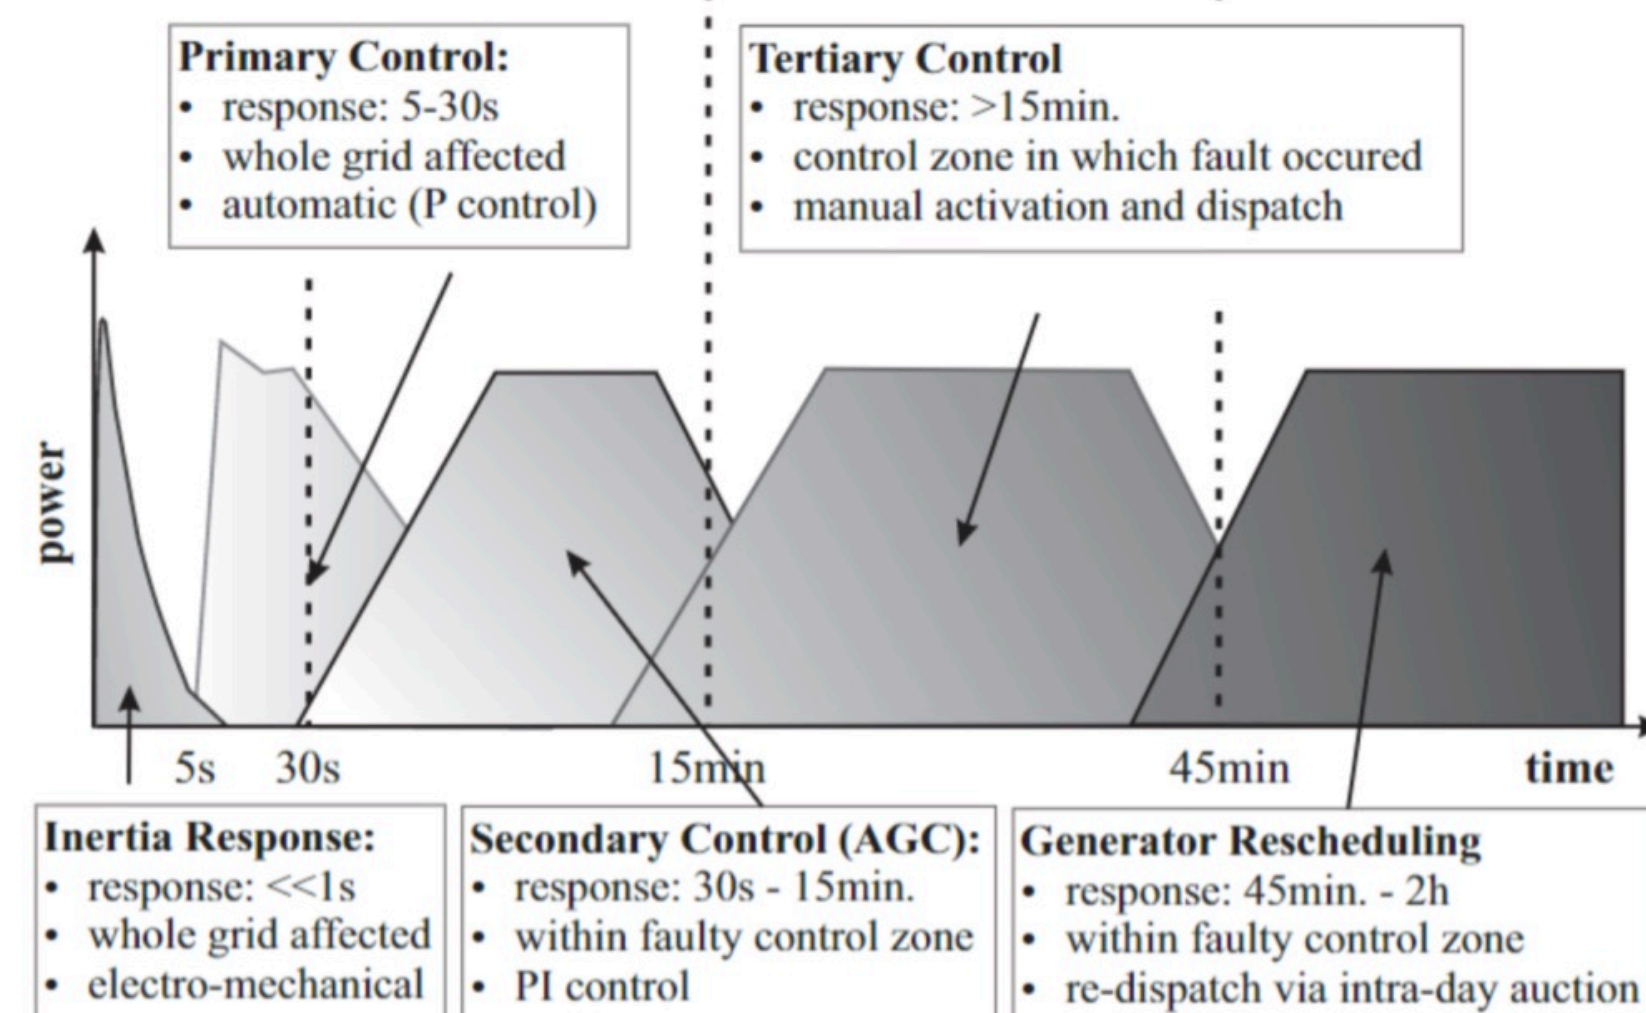 Primary Control:
• response: 5-30s
• whole grid affected
• automatic (P control)
Tertiary Control
• response: >15min.
• control zone in which fault occured
• manual activation and dispatch
power
5s
30s
15min
45min
time
Inertia Response:
• response: <<1s
• whole grid affected
• electro-mechanical
Secondary Control (AGC):
• response: 30s - 15min.
• within faulty control zone
• PI control
Generator Rescheduling
• response: 45min. - 2h
• within faulty control zone
• re-dispatch via intra-day auction